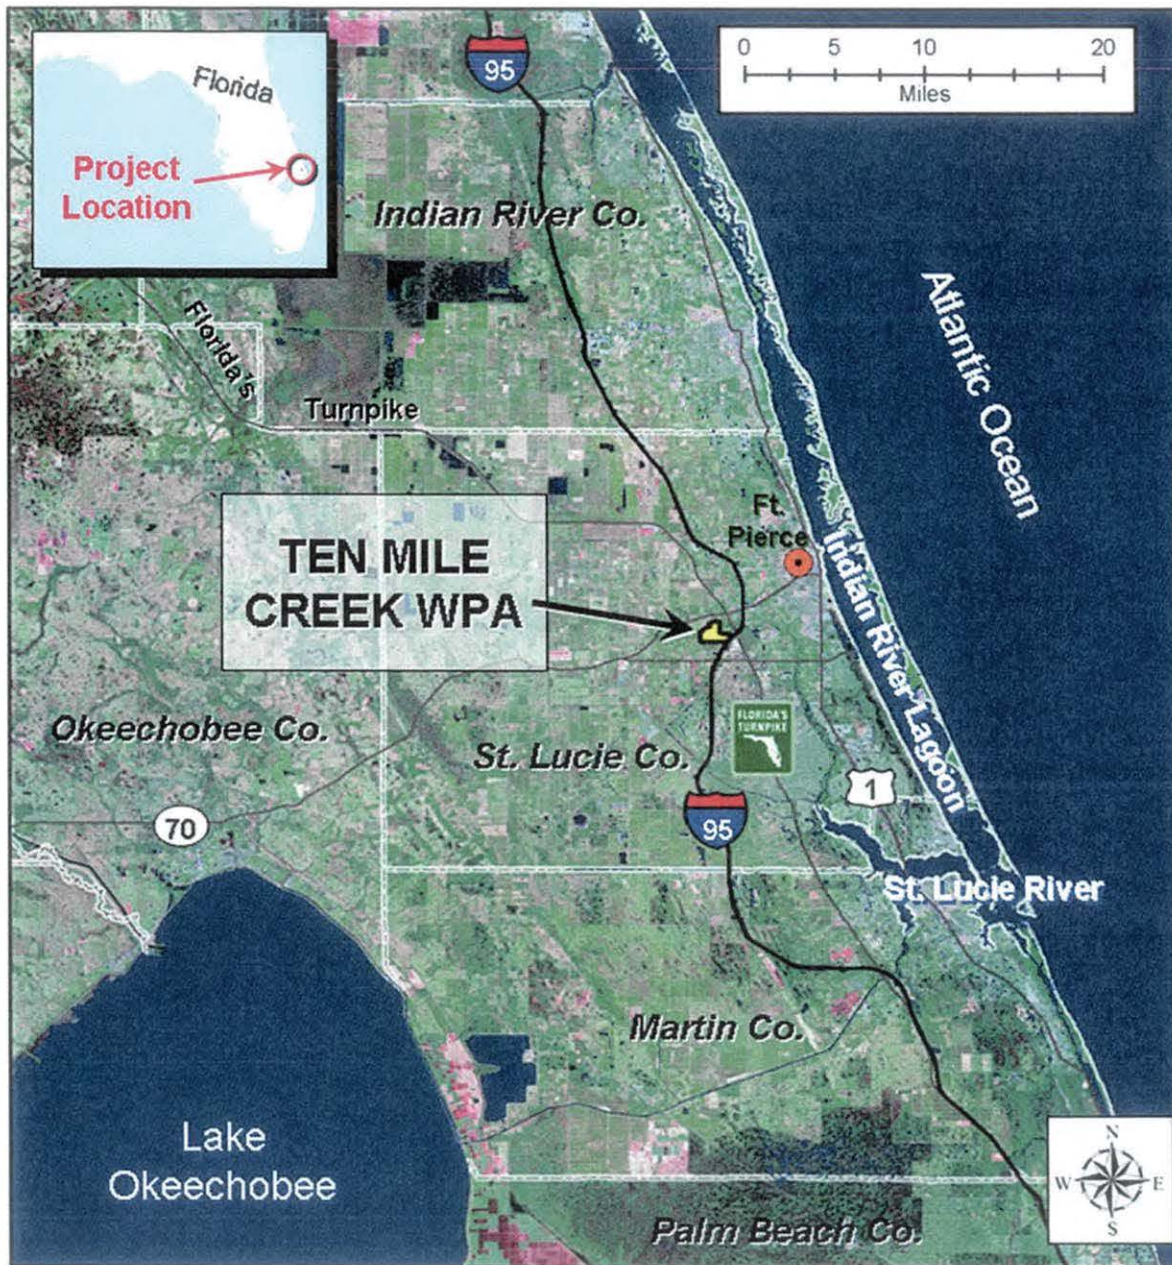 95
0 5 10 20
Miles
Florida
Project
Location
Indian River Co.
Atlantic Ocean
Florida's
Turnpike
Ft.
Pierce
TEN MILE
CREEK WPA
Indian River Lagoon
Okeechobee Co.
St. Lucie Co.
FLORIDA'S
TURNPIKE
1
70
95
St. Lucie River
Martin Co.
Lake
Okeechobee
N
W E
S
Palm Beach Co.